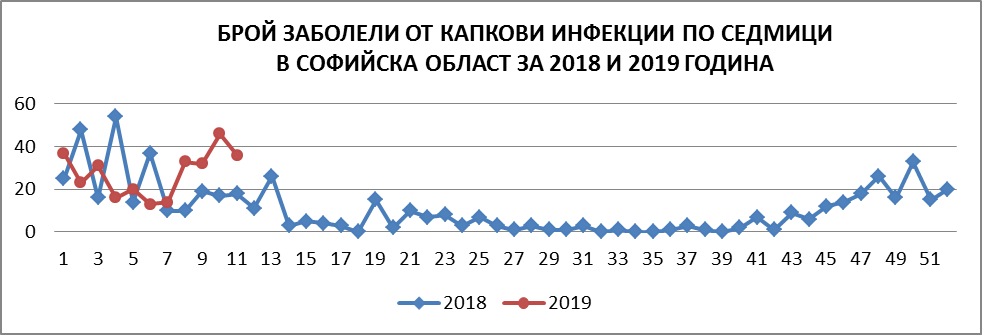 БРОЙ ЗАБОЛЕЛИ ОТ КАПКОВИ ИНФЕКЦИИ ПО СЕДМИЦИ
В СОФИЙСКА ОБЛАСТ ЗА 2018 И 2019 ГОДИНА
60
40
20
0
1 3 5 7 9 11 13 15 17 19 21 23 25 27 29 31 33 35 37 39 41 43 45 47 49 51
2018 2019